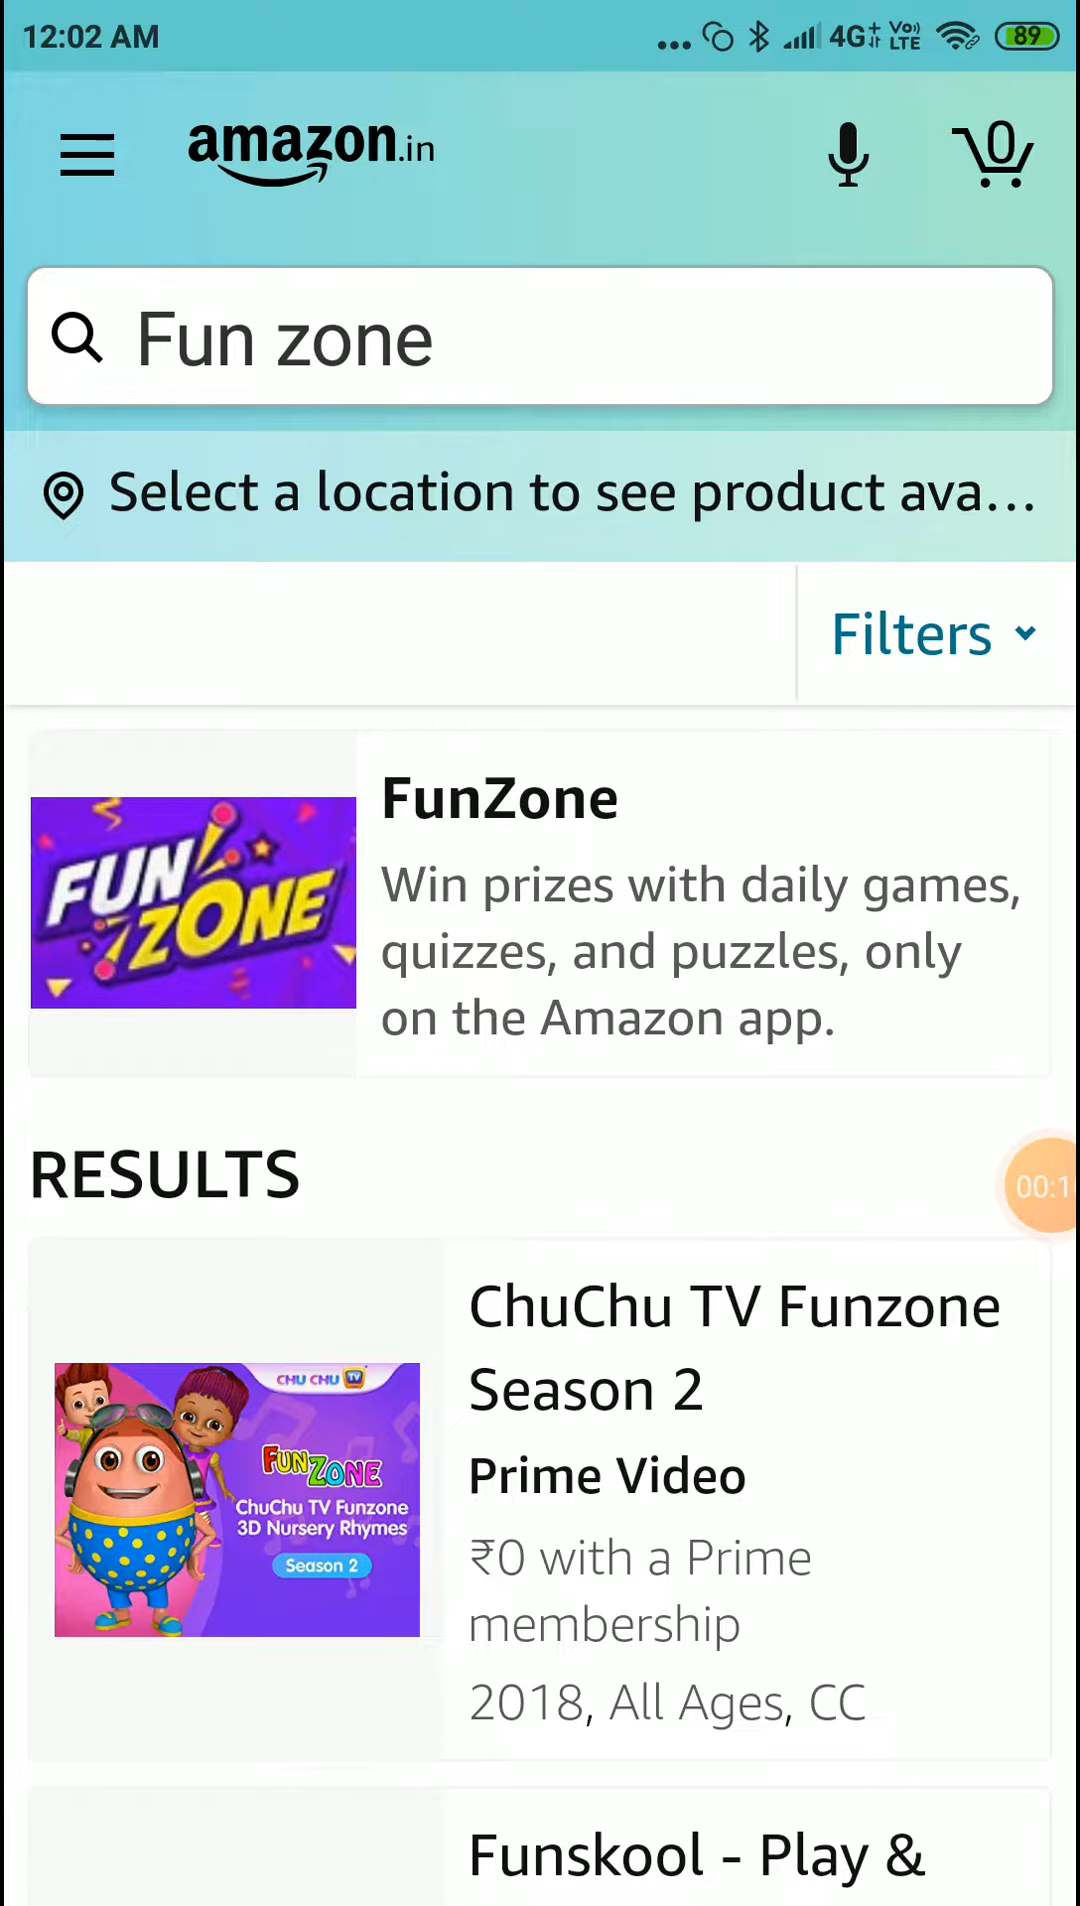 12:02 AM
4G+ Vo) LTE 89
amazon.in
0
Fun zone
Select a location to see product ava...
Filters
FUN
ZONE
FunZone
Win prizes with daily games,
quizzes, and puzzles, only
on the Amazon app.
RESULTS
00:1
CHU CHU TV
FUNZONE
ChuChu TV Funzone
3D Nursery Rhymes
Season 2
ChuChu TV Funzone
Season 2
Prime Video
₹0 with a Prime
membership
2018, All Ages, CC
Funskool - Play &